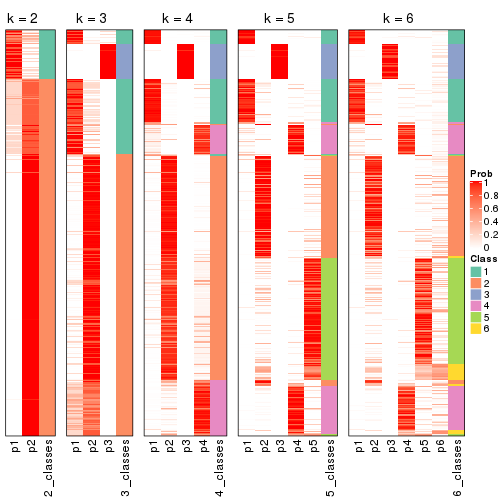 k = 2
k = 3
k = 4
k = 5
k = 6
Prob
1
0.8
0.6
0.4
0.2
0
Class
1
2
3
4
5
6
p1
p2
2_classes
p1
p2
p3
3_classes
p1
p2
p3
p4
4_classes
p1
p2
p3
p4
p5
5_classes
p1
p2
p3
p4
p5
p6
6_classes